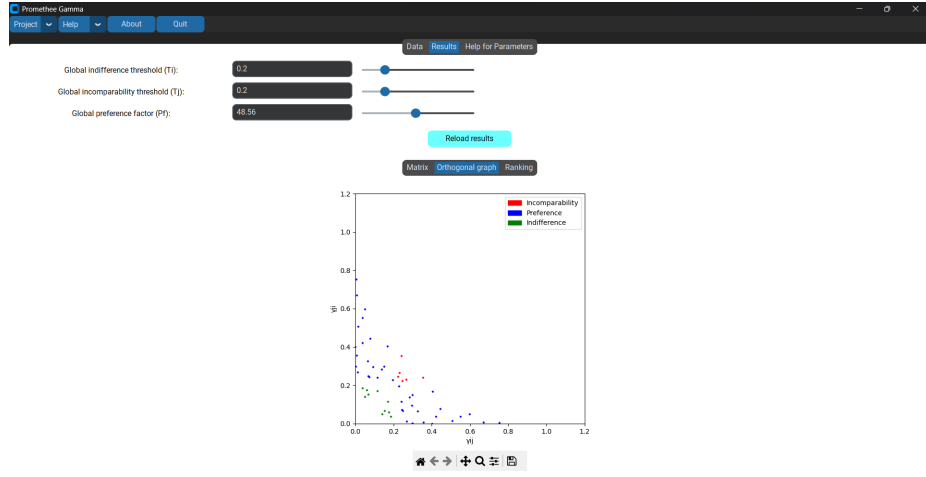 Promethee Gamma
Project Help About Quit
Data Results Help for Parameters
Global indifference threshold (Ti): 0.2
Global incomparability threshold (Tj): 0.2
Global preference factor (Pf): 48.56
Reload results
Matrix Orthogonal graph Ranking
Incomparability
Preference
Indifference
1.2
1.0
0.8
0.6
0.4
0.2
0.0
γji
0.0 0.2 0.4 0.6 0.8 1.0 1.2
γij